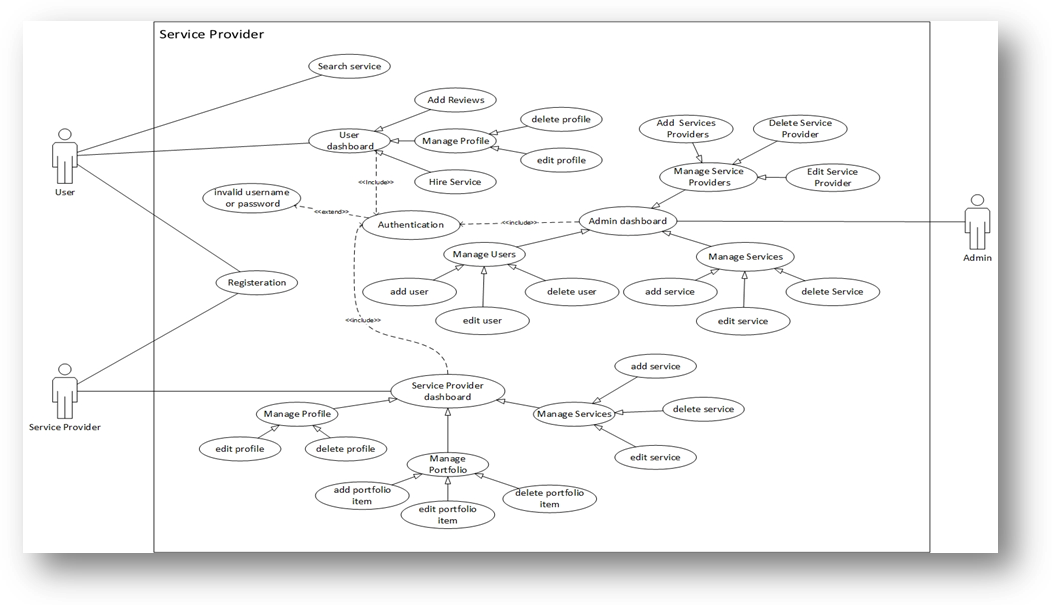 Service Provider
Search service
Add Reviews
delete profile
Add Services
Providers
Delete Service
Provider
User
dashboard
Manage Profile
edit profile
Manage Service
Providers
Edit Service
Provider
User
<<Include>>
Hire Service
invalid username
or password
<<extend>>
Authentication
<<include>>
Admin dashboard
Admin
Manage Users
Manage Services
Registeration
add user
delete user
add service
delete Service
edit user
edit service
<<include>>
add service
Service Provider
dashboard
Service Provider
Manage Profile
Manage Services
delete service
edit profile
delete profile
edit service
Manage
Portfolio
add portfolio
item
delete portfolio
item
edit portfolio
item